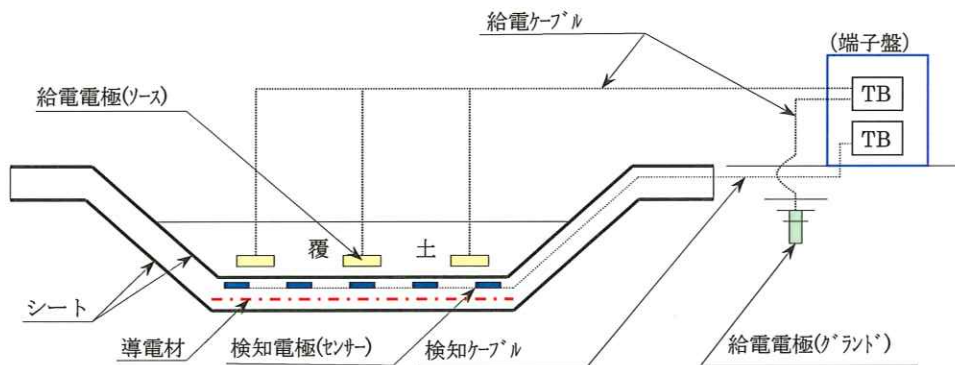 給電ケーブル
(端子盤)
給電電極(ソース)
TB
TB
覆 土
シート
導電材
検知電極(センサー)
検知ケーブル
給電電極(グランド)